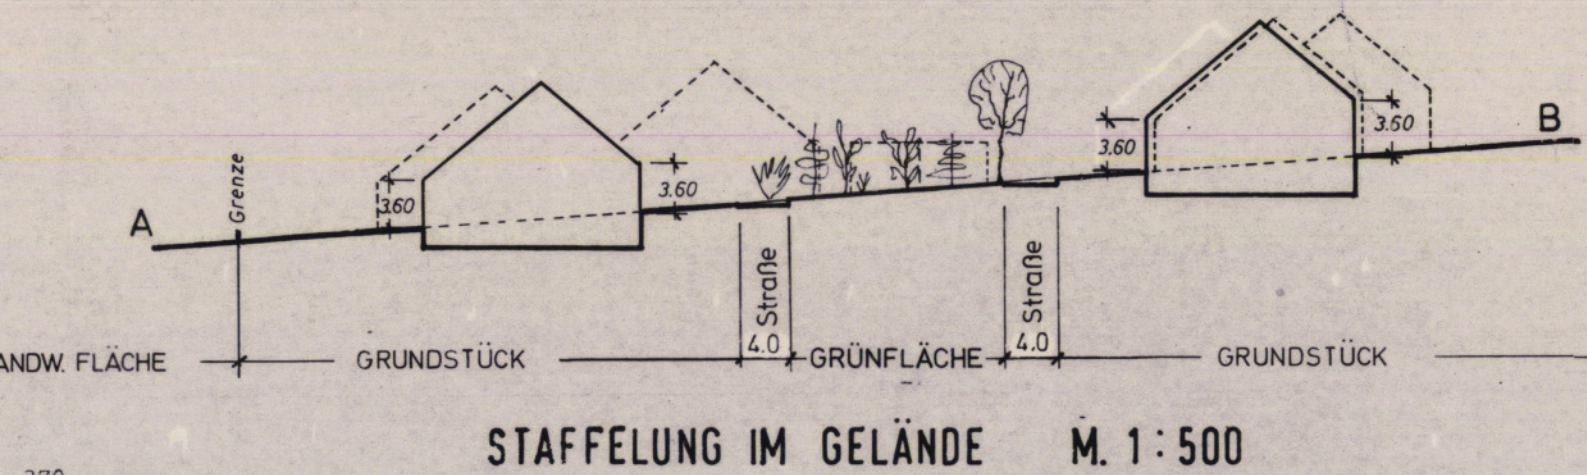 B
3.60
3.60
A
Grenze
3.60
3.60
4.0 Straße
4.0 Straße
ANDW. FLÄCHE
GRUNDSTÜCK
GRÜNFLÄCHE
GRUNDSTÜCK
STAFFELUNG IM GELÄNDE M. 1:500